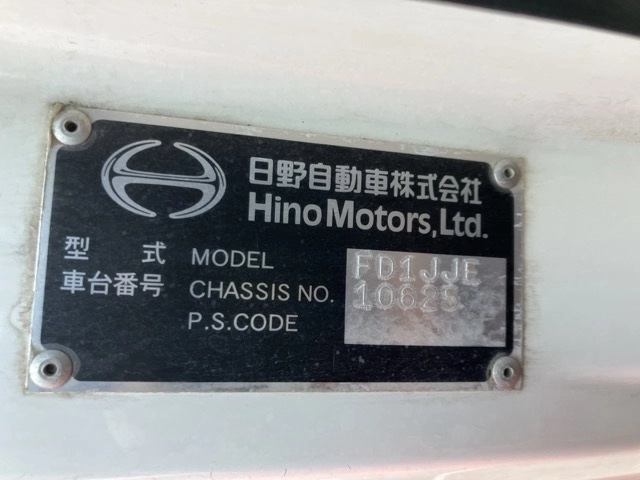 日野自動車株式会社
Hino Motors, Ltd.
型 式 MODEL FD1JJE
車台番号 CHASSIS NO. 10625
P.S.CODE